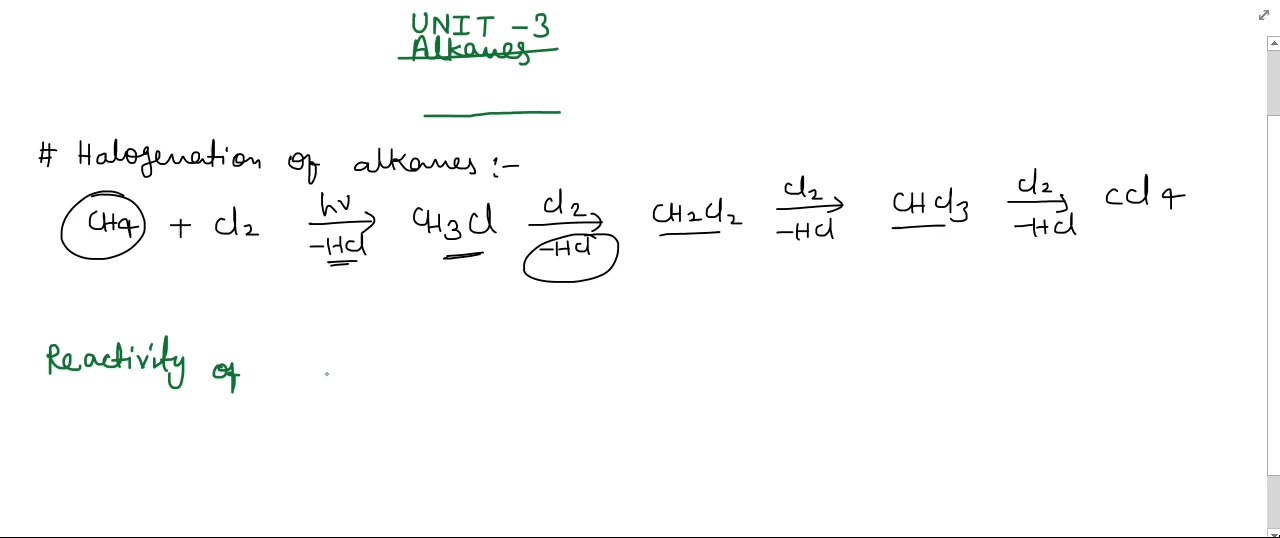 UNIT -3
Alkanes
# Halogenation of alkanes :-
CH4 + Cl2 hν → -HCl CH3Cl Cl2 → -HCl CH2Cl2 Cl2 → -HCl CHCl3 Cl2 → -HCl CCl4
Reactivity of